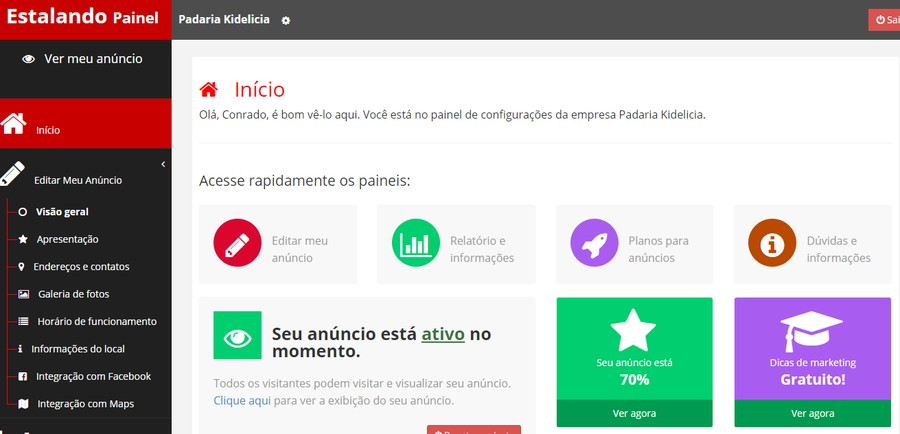 Estalando Painel
Padaria Kidelicia
Sai
Ver meu anúncio
Início
Editar Meu Anúncio
Visão geral
Apresentação
Endereços e contatos
Galeria de fotos
Horário de funcionamento
Informações do local
Integração com Facebook
Integração com Maps
Início
Olá, Conrado, é bom vê-lo aqui. Você está no painel de configurações da empresa Padaria Kidelicia.
Acesse rapidamente os paineis:
Editar meu
anúncio
Relatório e
informações
Planos para
anúncios
Dúvidas e
informações
Seu anúncio está ativo no
momento.
Todos os visitantes podem visitar e visualizar seu anúncio.
Clique aqui para ver a exibição do seu anúncio.
Seu anúncio está
70%
Ver agora
Dicas de marketing
Gratuito!
Ver agora